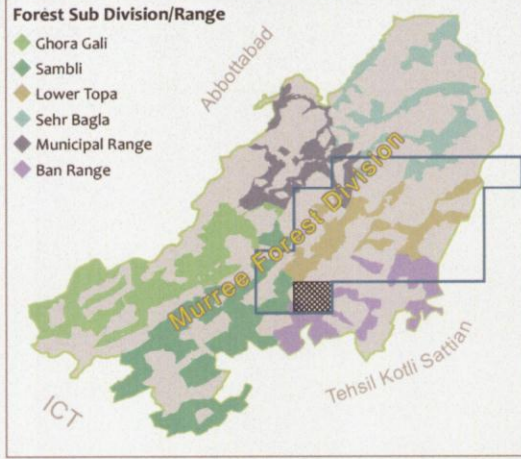 Forest Sub Division/Range
Ghora Gali
Sambli
Lower Topa
Sehr Bagla
Municipal Range
Ban Range
Abbottabad
Murree Forest Division
Tehsil Kotli Sattian
ICT